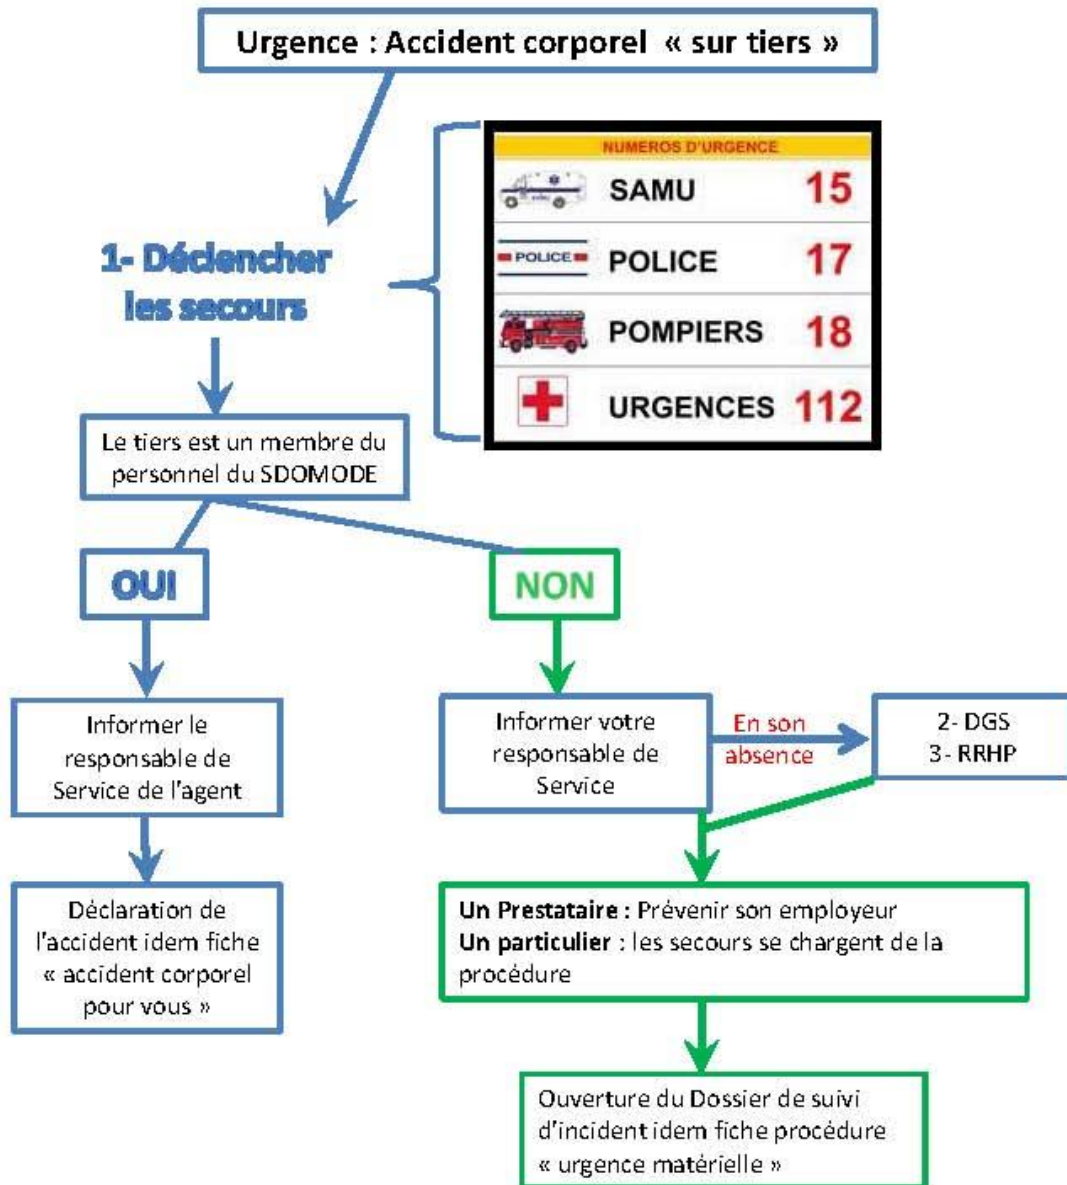 Urgence : Accident corporel « sur tiers »
NUMEROS D'URGENCE
SAMU 15
POLICE POLICE 17
POMPIERS 18
URGENCES 112
1- Déclencher
les secours
Le tiers est un membre du
personnel du SDOMODE
OUI
NON
Informer le
responsable de
Service de l'agent
Informer votre
responsable de
Service
En son
absence
2- DGS
3- RRHP
Déclaration de
l'accident idem fiche
« accident corporel
pour vous »
Un Prestataire : Prévenir son employeur
Un particulier : les secours se chargent de la
procédure
Ouverture du Dossier de suivi
d'incident idem fiche procédure
« urgence matérielle »